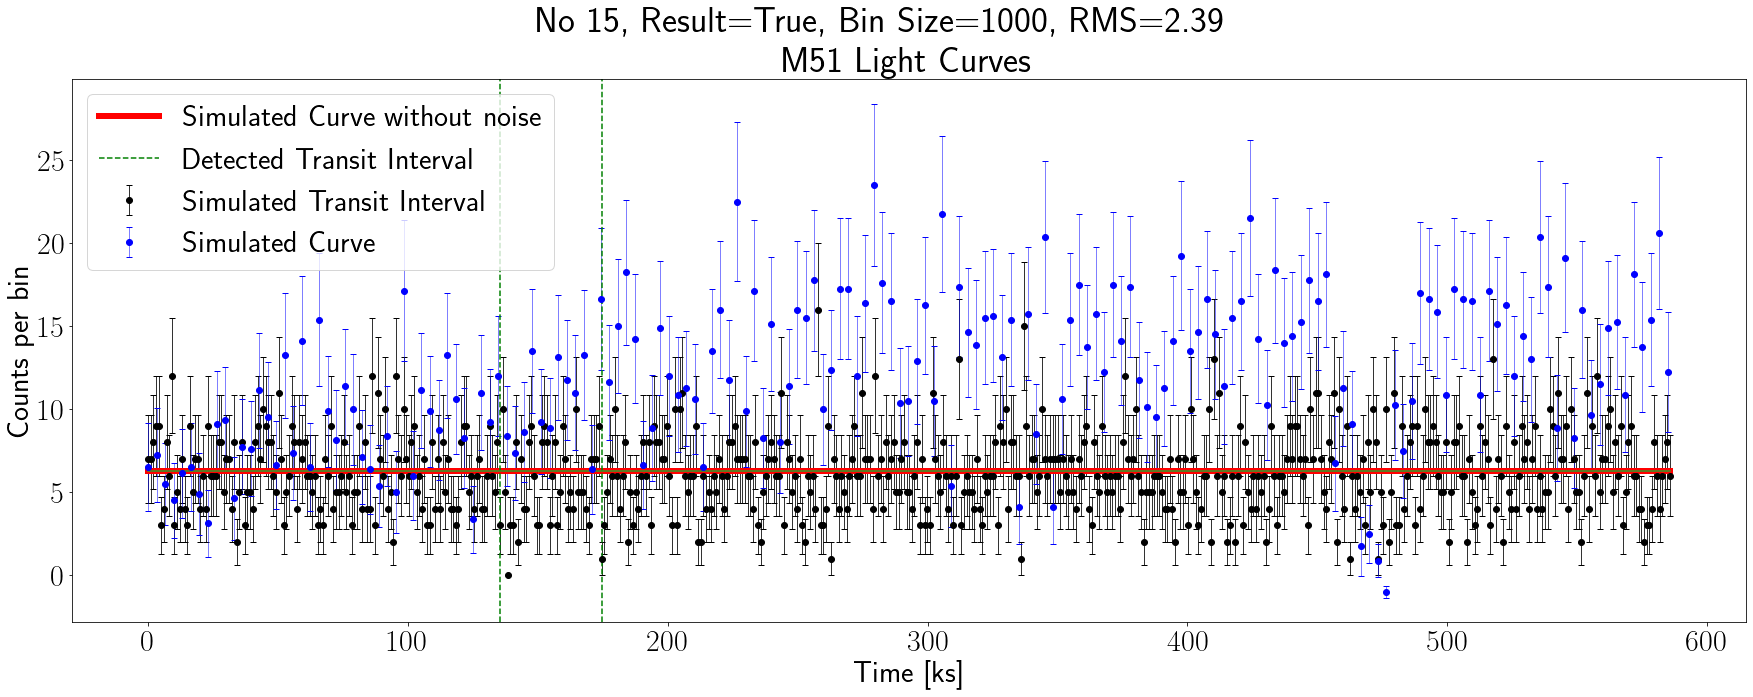 No 15, Result=True, Bin Size=1000, RMS=2.39
M51 Light Curves
Simulated Curve without noise
Detected Transit Interval
Simulated Transit Interval
Simulated Curve
Counts per bin
25
20
15
10
5
0
0 100 200 300 400 500 600
Time [ks]